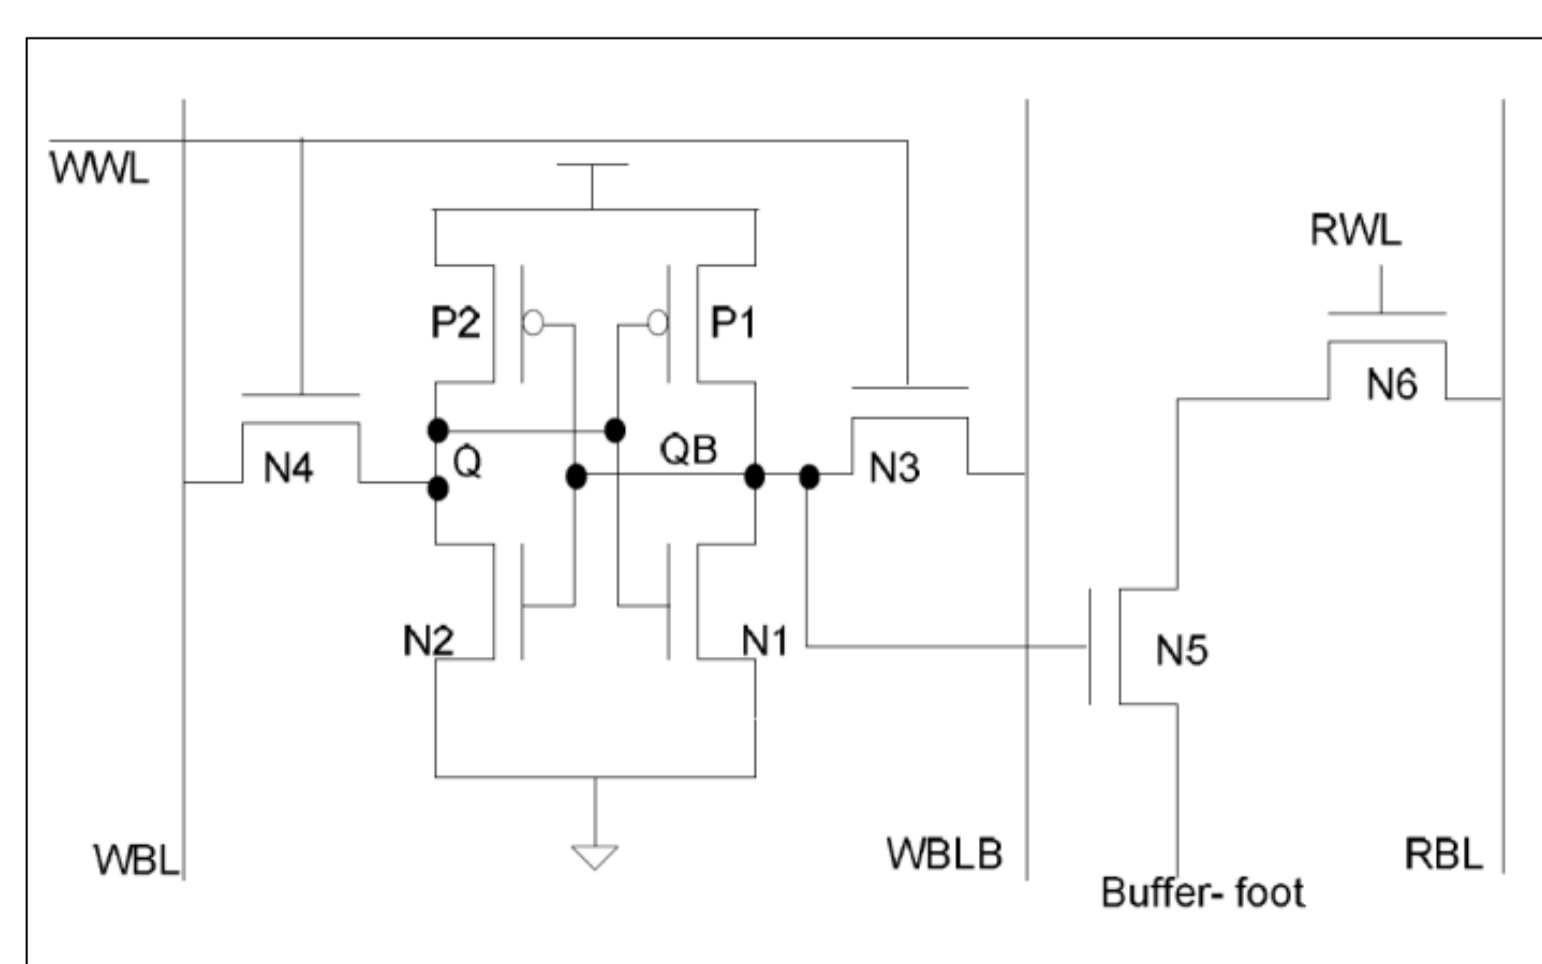 WWL
RWL
P2
P1
N6
Q
QB
N4
N3
N2
N1
N5
WBL
WBLB
RBL
Buffer- foot